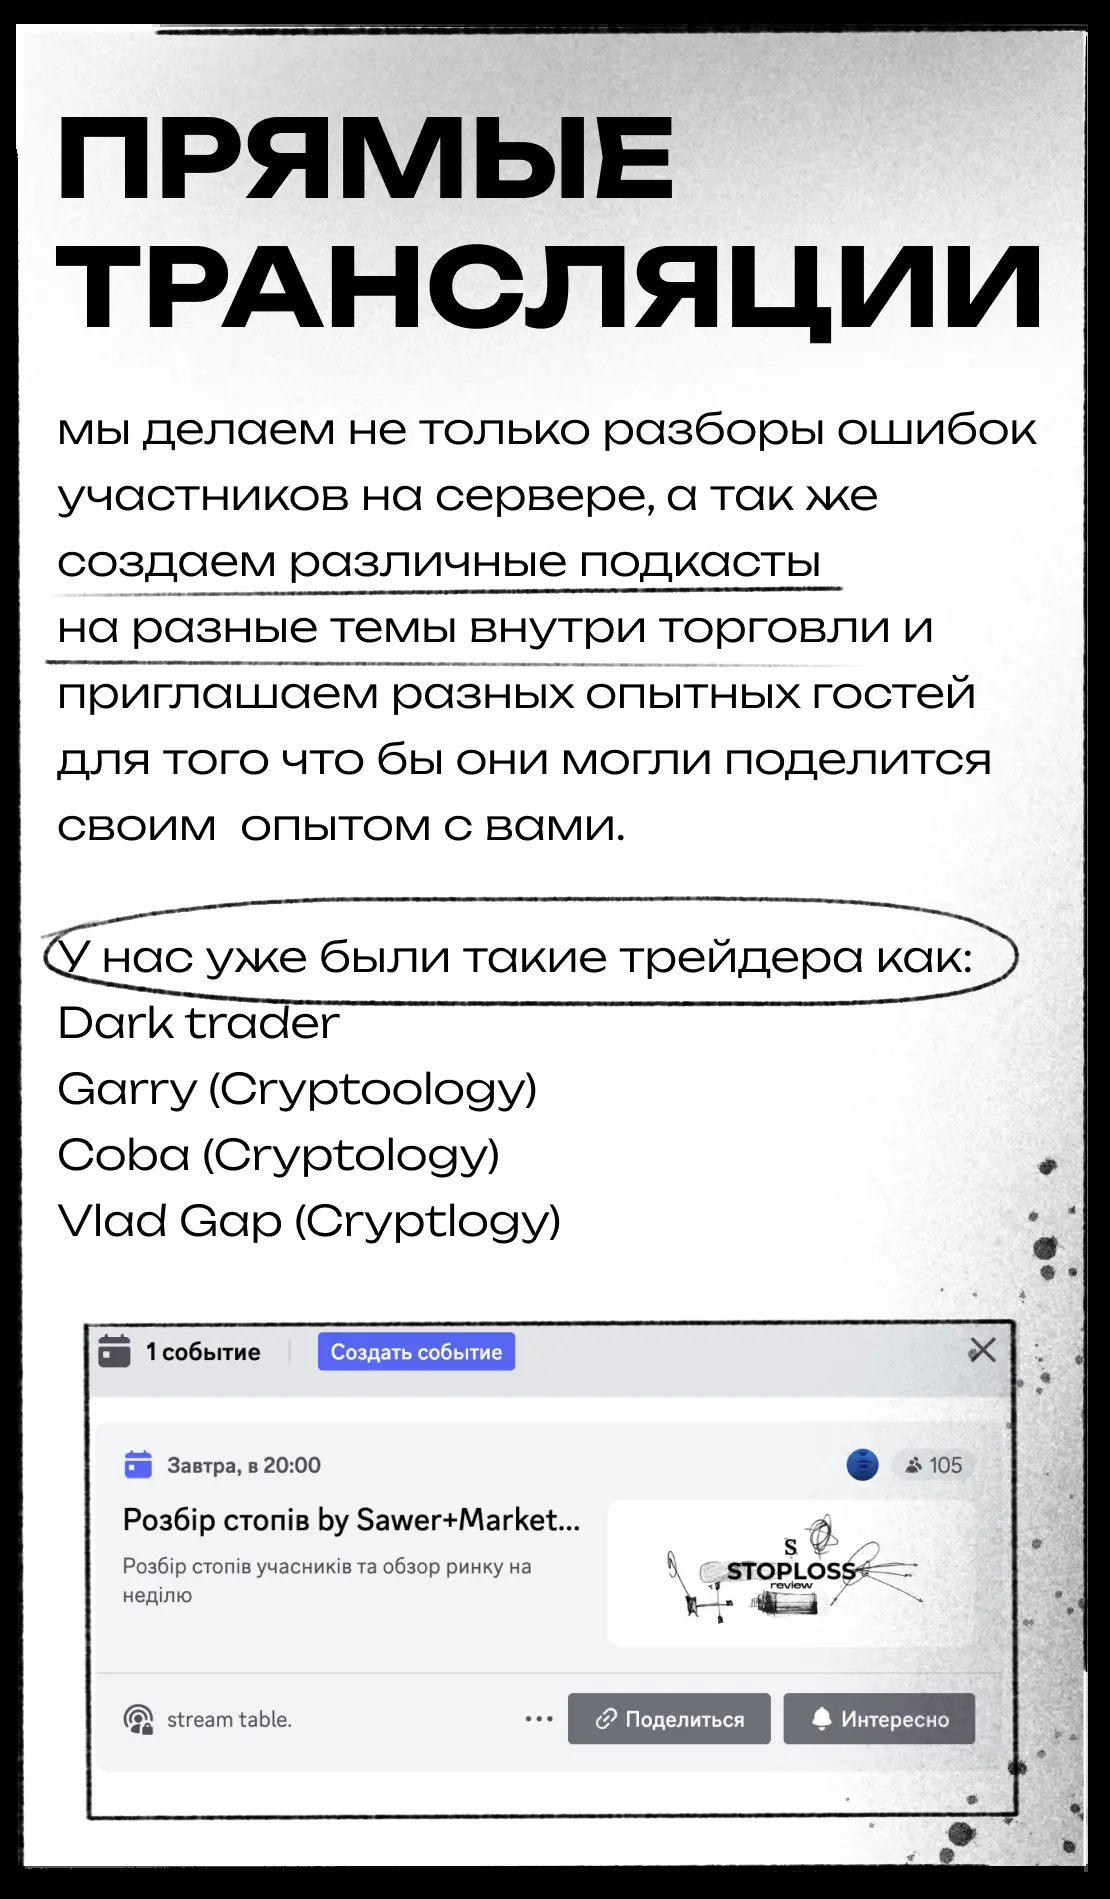 ПРЯМЫЕ
ТРАНСЛЯЦИИ
мы делаем не только разборы ошибок
участников на сервере, а так же
создаем различные подкасты
на разные темы внутри торговли и
приглашаем разных опытных гостей
для того что бы они могли поделится
своим  опытом с вами.
У нас уже были такие трейдера как:
Dark trader
Garry (Cryptoology)
Coba (Cryptology)
Vlad Gap (Cryptlogy)
1 событие
Создать событие
Завтра, в 20:00
105
Розбір стопів by Sawer+Market...
Розбір стопів учасників та обзор ринку на
неділю
S
STOPLOSS
review
stream table.
Поделиться
Интересно